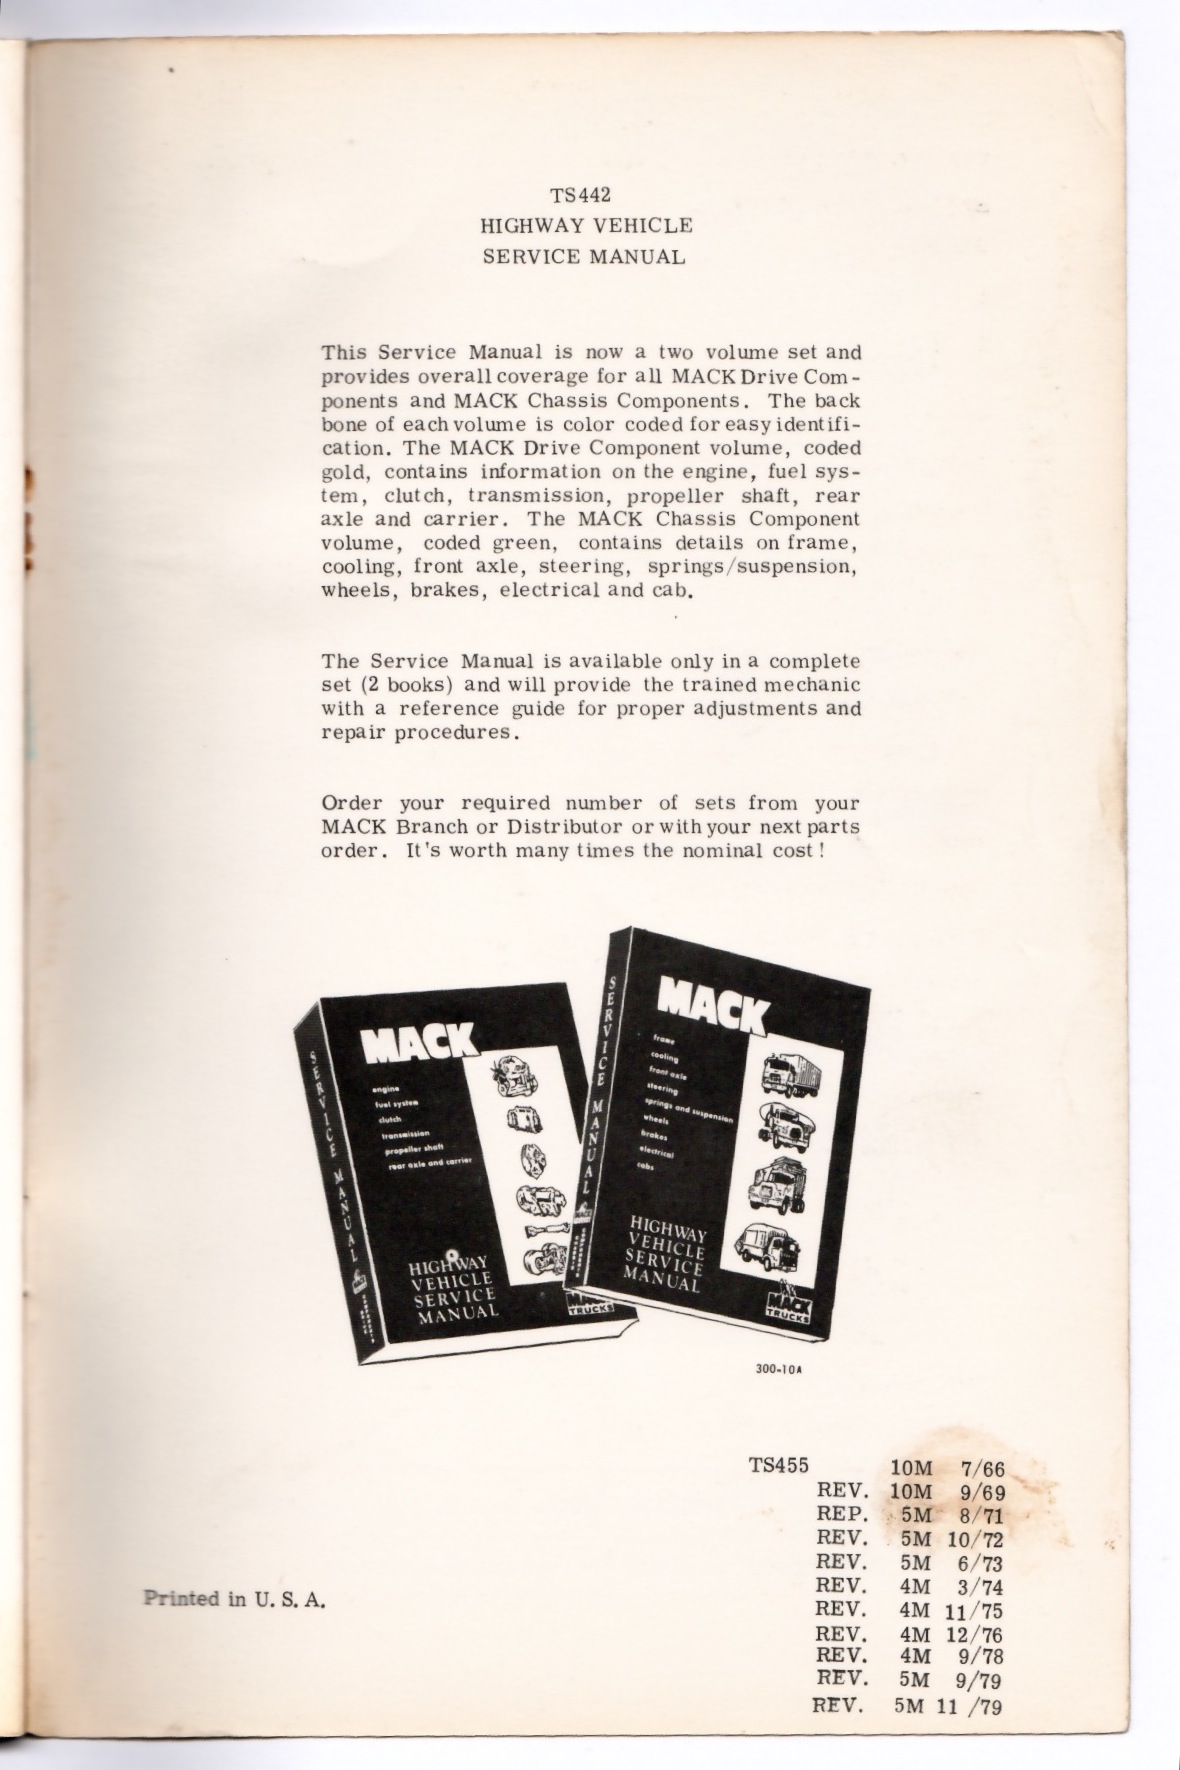 TS442
HIGHWAY VEHICLE
SERVICE MANUAL
This Service Manual is now a two volume set and
provides overall coverage for all MACK Drive Com-
ponents and MACK Chassis Components. The back
bone of each volume is color coded for easy identifi-
cation. The MACK Drive Component volume, coded
gold, contains information on the engine, fuel sys-
tem, clutch, transmission, propeller shaft, rear
axle and carrier. The MACK Chassis Component
volume, coded green, contains details on frame,
cooling, front axle, steering, springs/suspension,
wheels, brakes, electrical and cab.
The Service Manual is available only in a complete
set (2 books) and will provide the trained mechanic
with a reference guide for proper adjustments and
repair procedures.
Order your required number of sets from your
MACK Branch or Distributor or with your next parts
order. It's worth many times the nominal cost!
SERVICE MANUAL
MACK
engine
fuel system
clutch
transmission
propeller shaft
rear axle and carrier
HIGHWAY
VEHICLE
SERVICE
MANUAL
MACK
TRUCKS
SERVICE MANUAL
MACK
frame
cooling
front axle
steering
springs and suspension
wheels
brakes
electrical
cabs
HIGHWAY
VEHICLE
SERVICE
MANUAL
MACK
TRUCKS
300-10A
TS455 10M 7/66
REV. 10M 9/69
REP. 5M 8/71
REV. 5M 10/72
REV. 5M 6/73
REV. 4M 3/74
REV. 4M 11/75
REV. 4M 12/76
REV. 4M 9/78
REV. 5M 9/79
REV. 5M 11 /79
Printed in U. S. A.